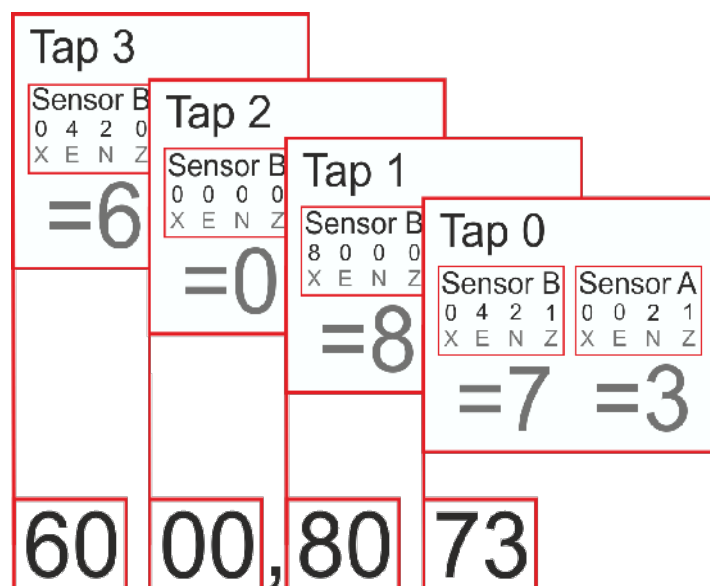 Tap 3
Sensor B
0 4 2 0
X E N Z
=6
Tap 2
Sensor B
0 0 0 0
X E N Z
=0
Tap 1
Sensor B
8 0 0 0
X E N Z
=8
Tap 0
Sensor B
0 4 2 1
X E N Z
=7
Sensor A
0 0 2 1
X E N Z
=3
60 00,80 73